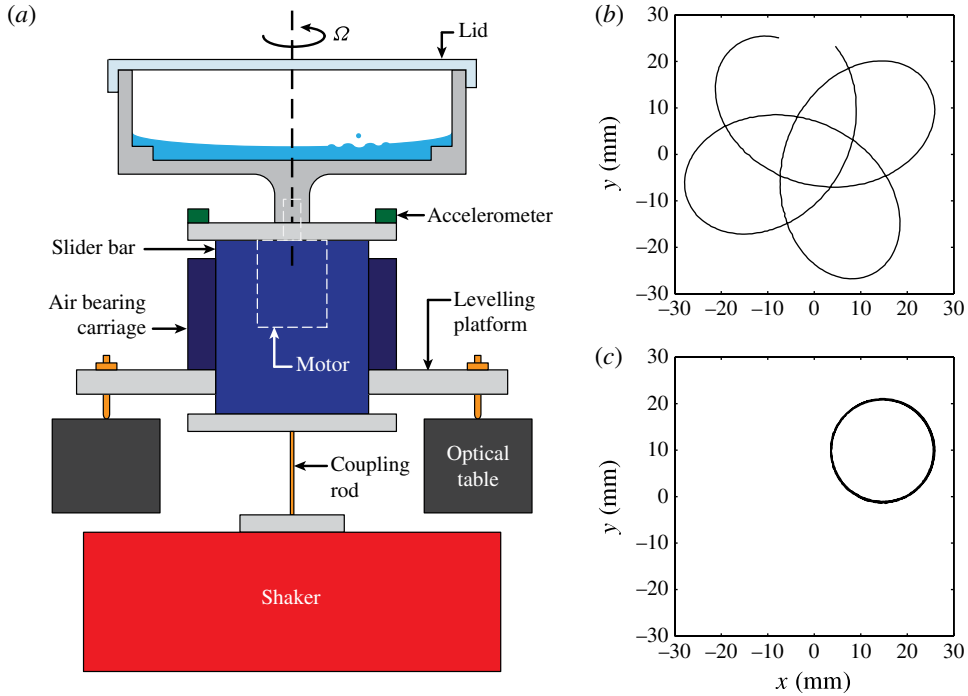 (a)
Ω
Lid
Accelerometer
Slider bar
Air bearing
carriage
Levelling
platform
Motor
Coupling
rod
Optical
table
Shaker
(b)
30
20
10
0
−10
−20
−30
y (mm)
−30 −20 −10 0 10 20 30
(c)
30
20
10
0
−10
−20
−30
y (mm)
−30 −20 −10 0 10 20 30
x (mm)